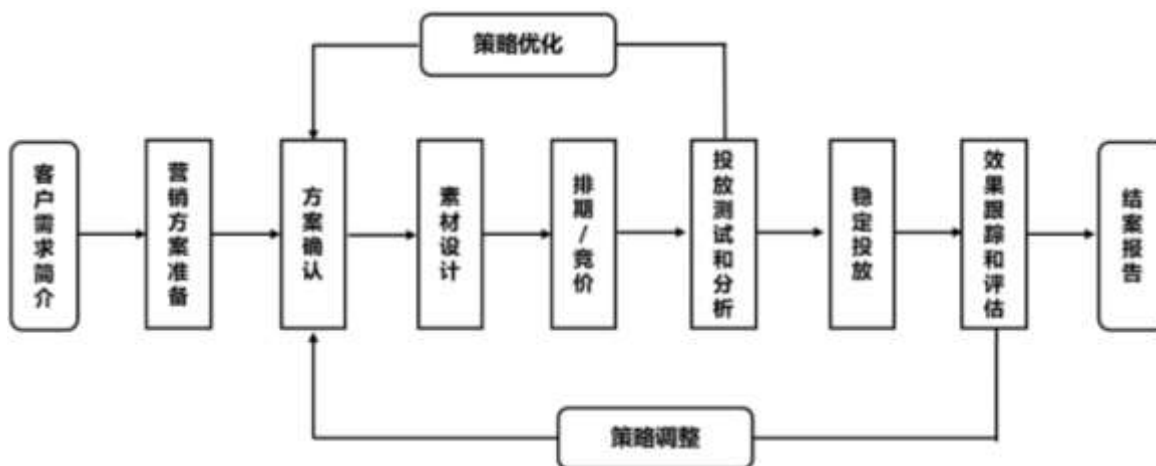 策略优化
客户需求简介
营销方案准备
方案确认
素材设计
排期/竞价
投放测试和分析
稳定投放
效果跟踪和评估
结案报告
策略调整